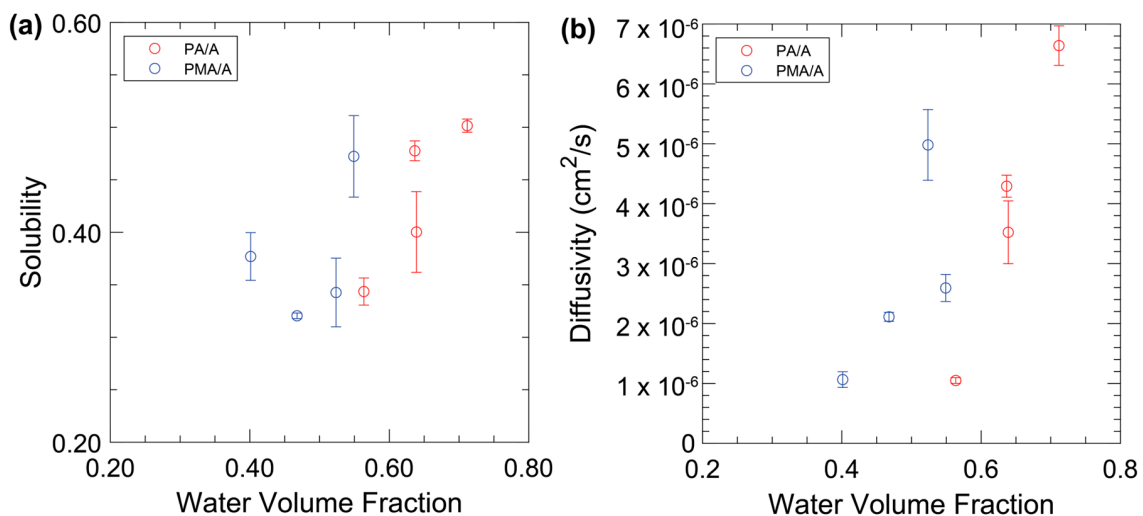 (a)
0.60
PA/A
PMA/A
0.40
0.20
Solubility
0.20 0.40 0.60 0.80
Water Volume Fraction
(b)
7 x 10⁻⁶
PA/A
PMA/A
6 x 10⁻⁶
5 x 10⁻⁶
4 x 10⁻⁶
3 x 10⁻⁶
2 x 10⁻⁶
1 x 10⁻⁶
0
Diffusivity (cm²/s)
0.2 0.4 0.6 0.8
Water Volume Fraction